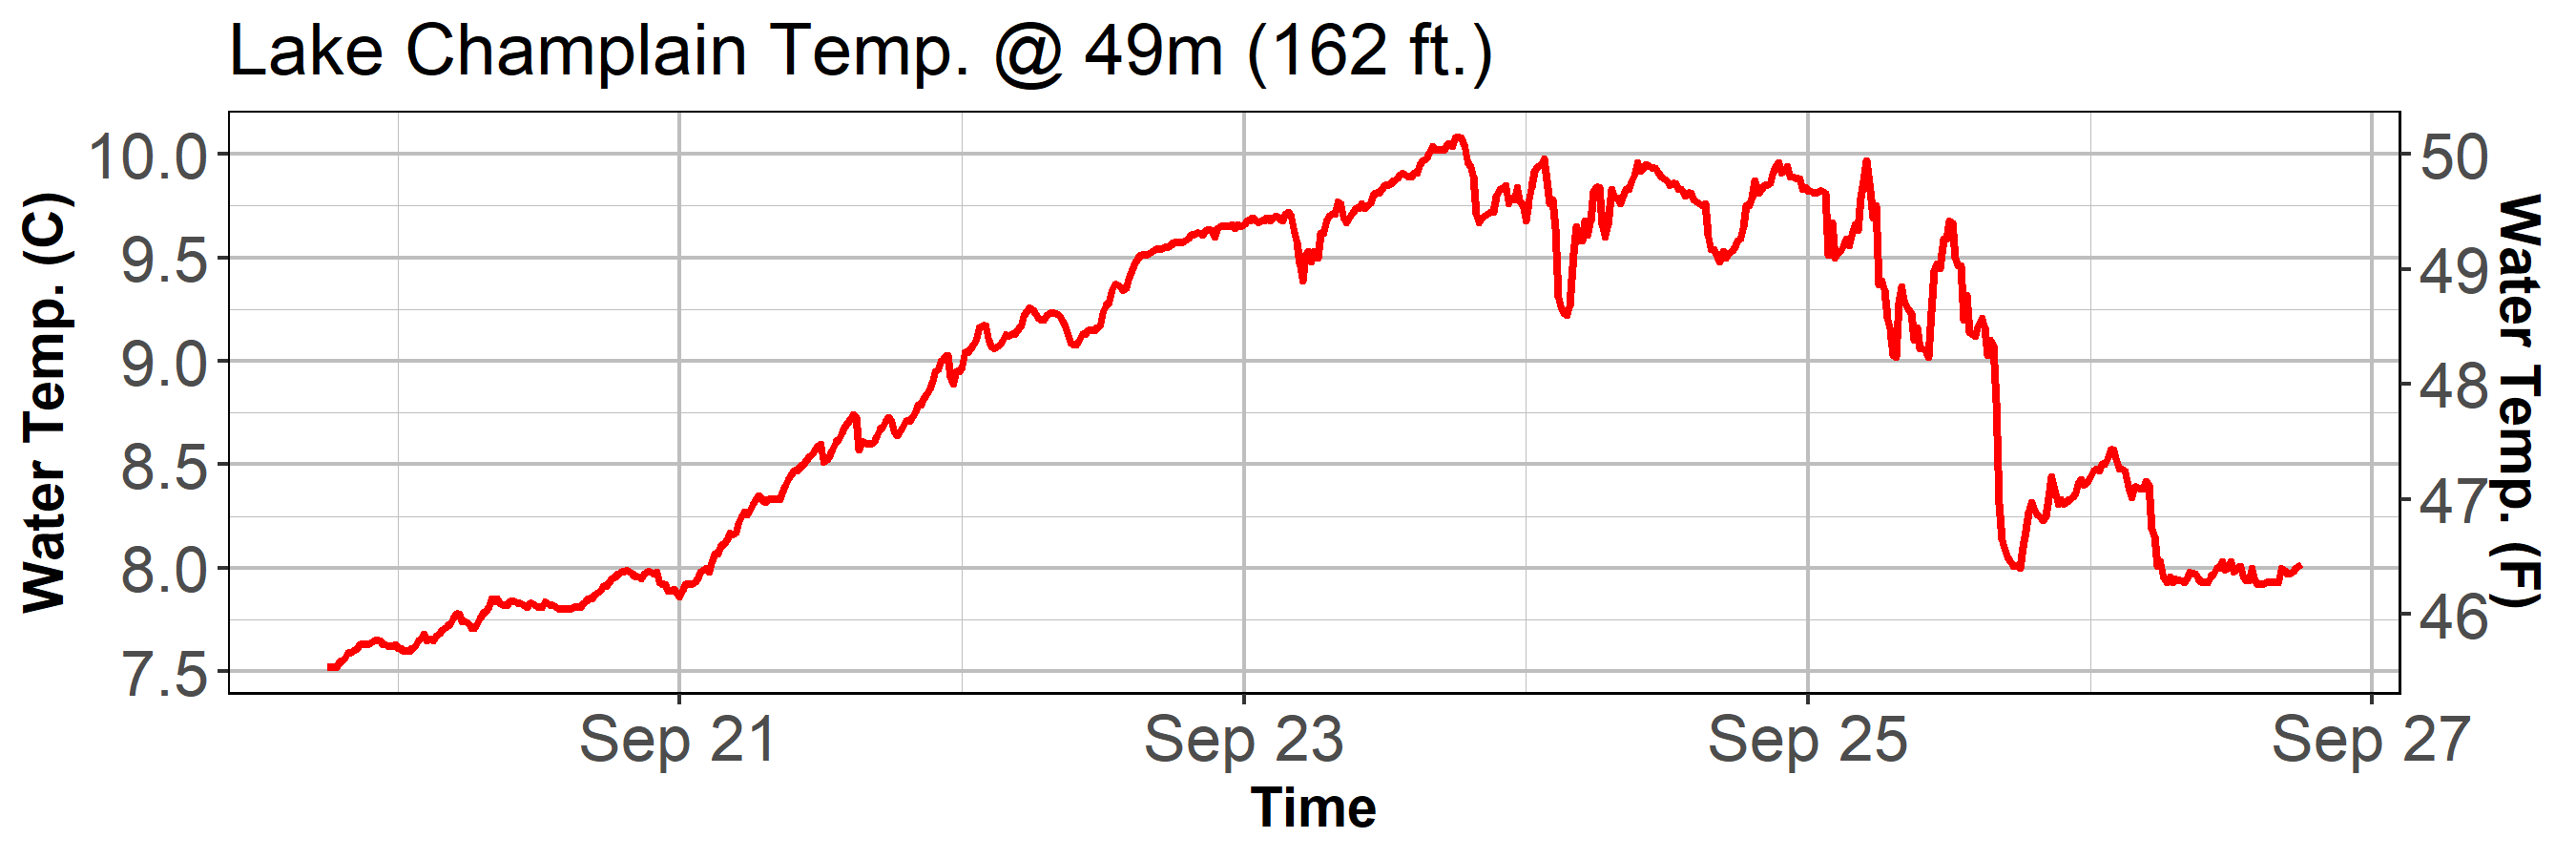 Lake Champlain Temp. @ 49m (162 ft.)
Water Temp. (C)
10.0
9.5
9.0
8.5
8.0
7.5
50
49
48
47
46
Water Temp. (F)
Sep 21
Sep 23
Sep 25
Sep 27
Time